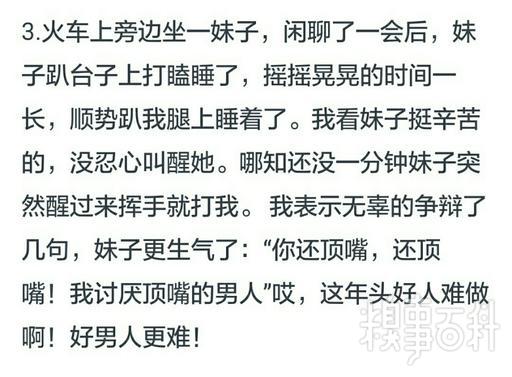 3.火车上旁边坐一妹子，闲聊了一会后，妹
子趴台子上打瞌睡了，摇摇晃晃的时间一
长，顺势趴我腿上睡着了。我看妹子挺辛苦
的，没忍心叫醒她。哪知还没一分钟妹子突
然醒过来挥手就打我。 我表示无辜的争辩了
几句，妹子更生气了：“你还顶嘴，还顶
嘴！我讨厌顶嘴的男人”哎，这年头好人难做
啊！好男人更难！
糗事百科